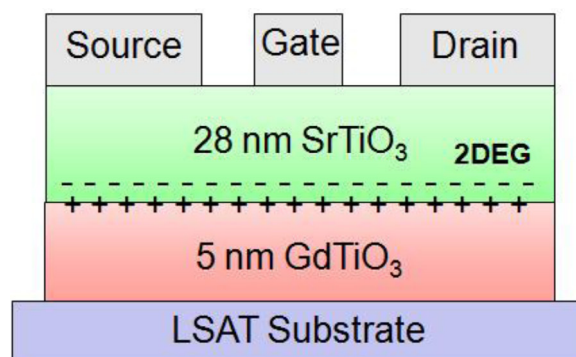 Source Gate Drain
28 nm SrTiO₃ 2DEG
- - - - - - - - - - - - - - - - - - -
+ + + + + + + + + + + + + + + + +
5 nm GdTiO₃
LSAT Substrate